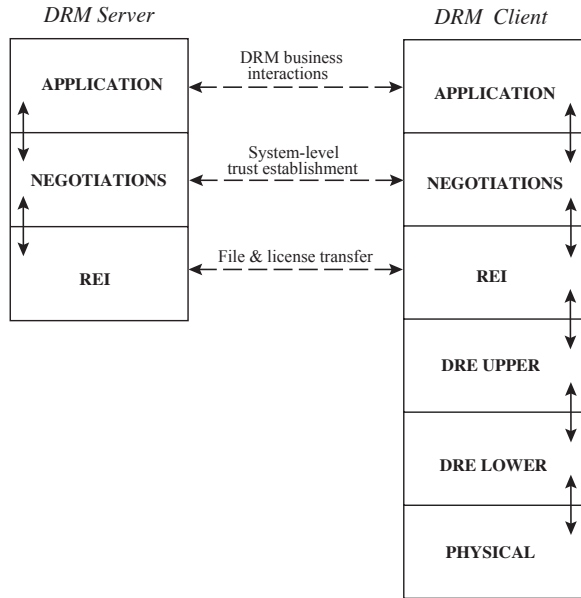 DRM Server
DRM Client
APPLICATION
DRM business
interactions
APPLICATION
NEGOTIATIONS
System-level
trust establishment
NEGOTIATIONS
REI
File & license transfer
REI
DRE UPPER
DRE LOWER
PHYSICAL